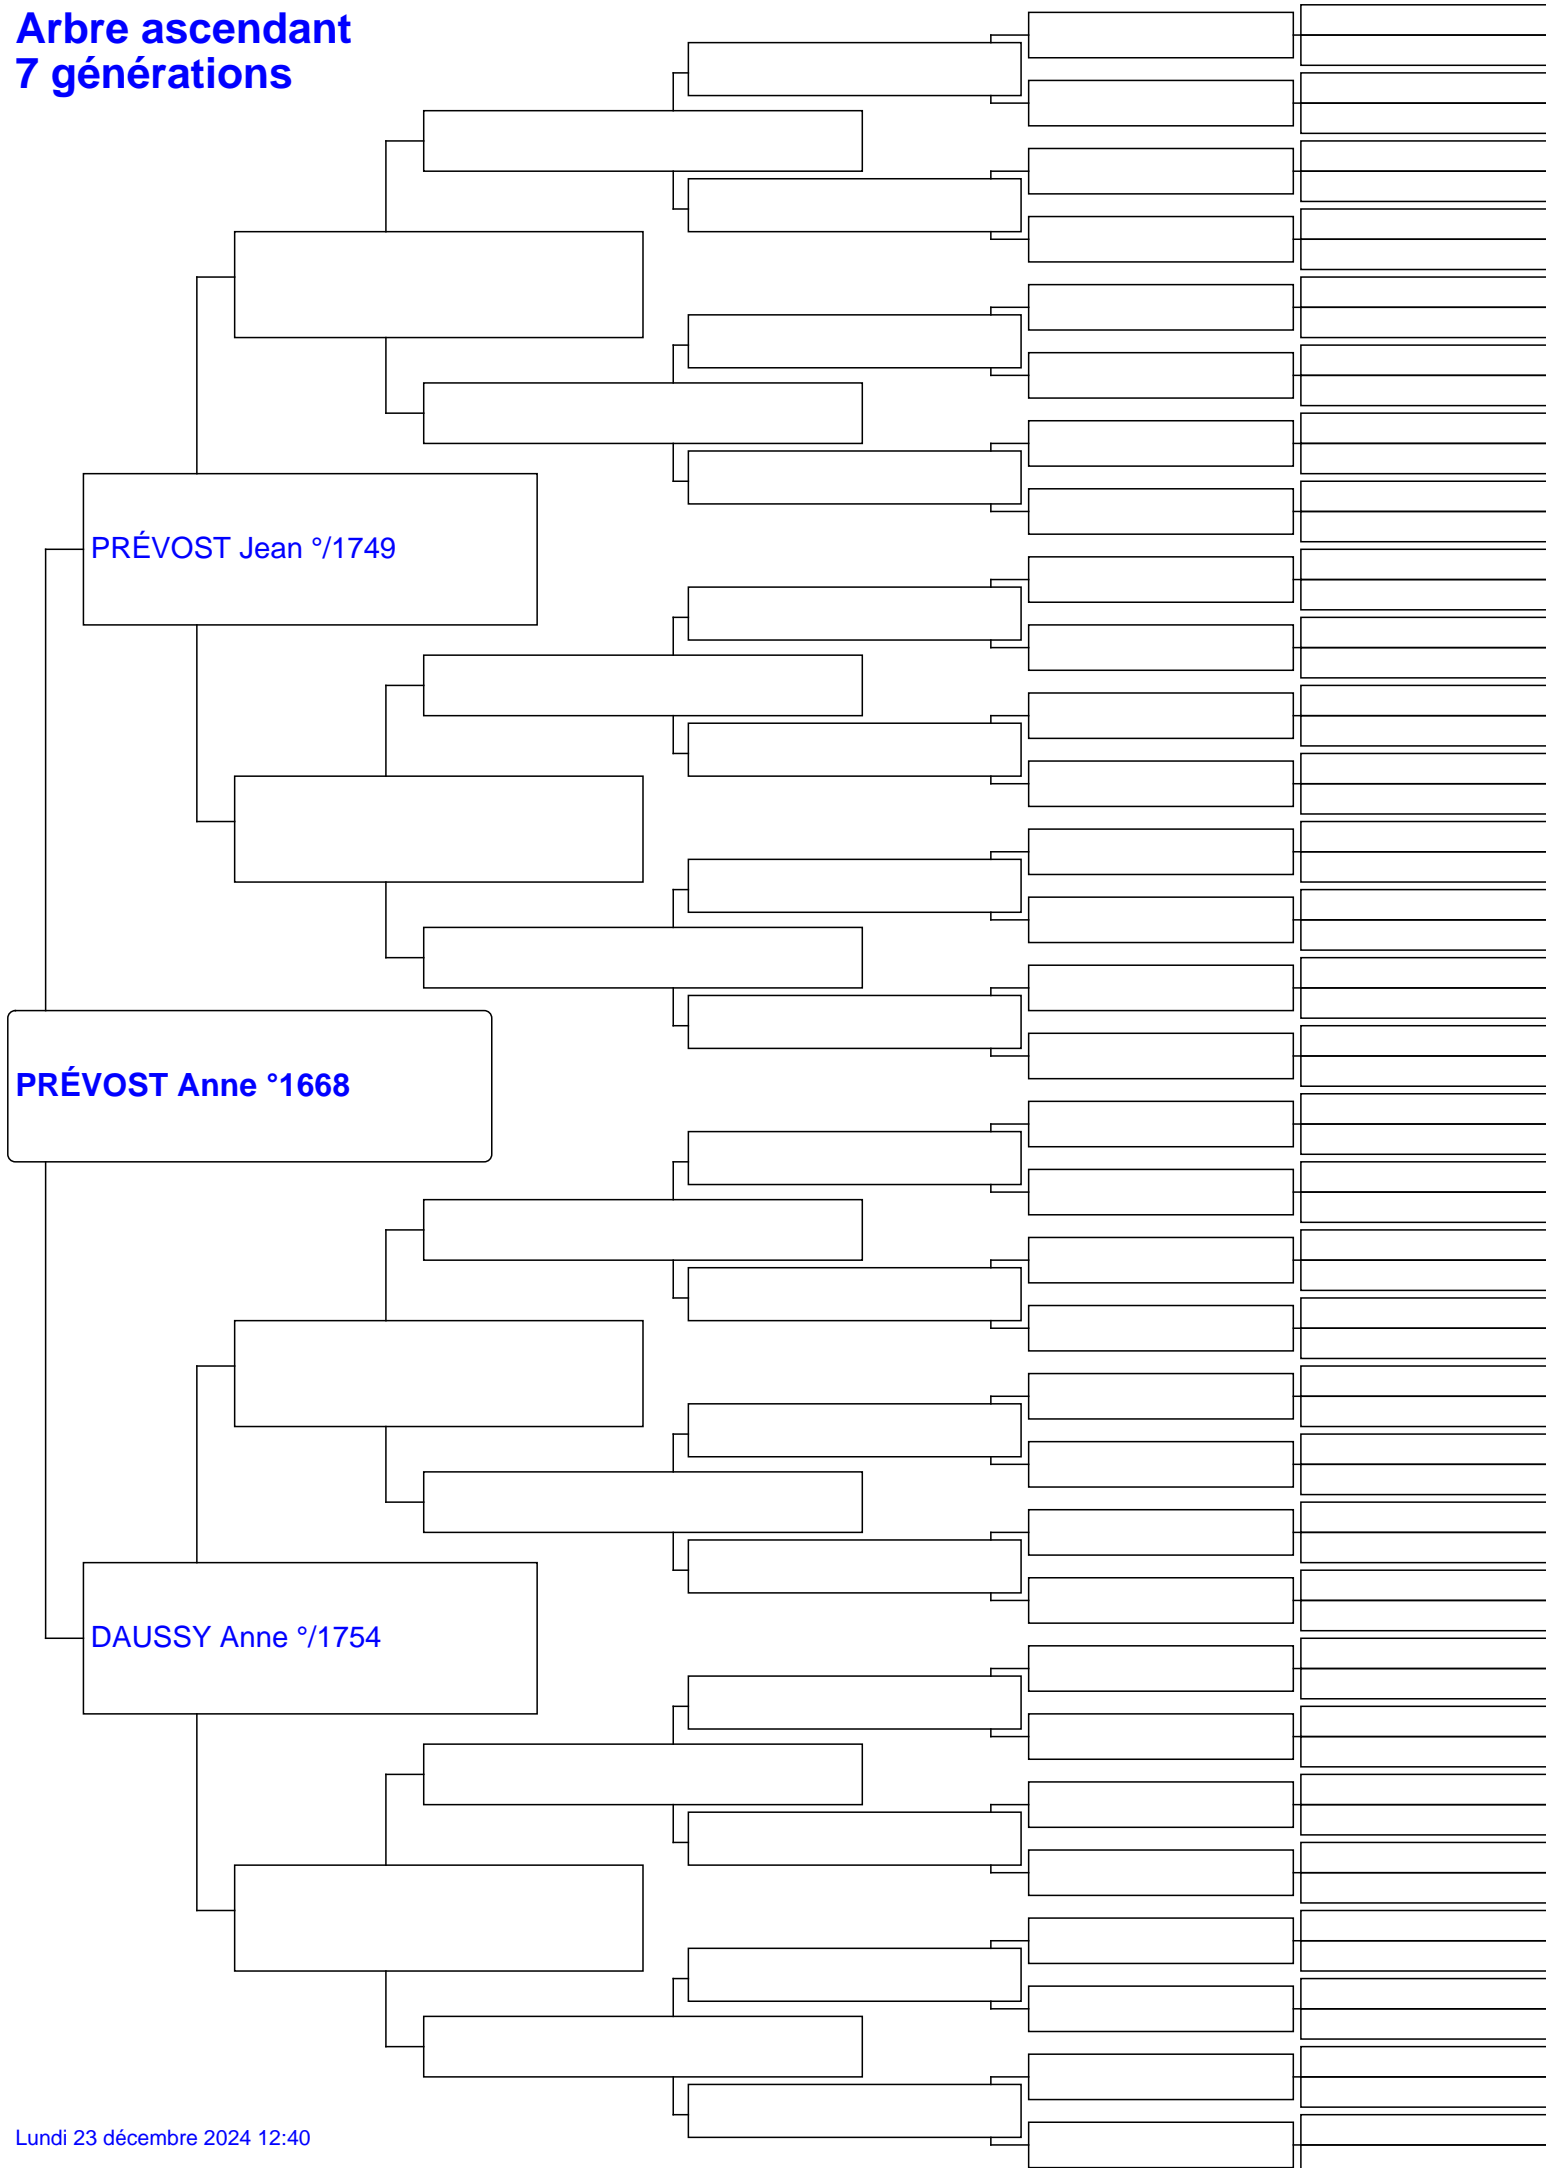 Arbre ascendant
7 générations
PRÉVOST Jean °/1749
PRÉVOST Anne °1668
DAUSSY Anne °/1754
Lundi 23 décembre 2024 12:40